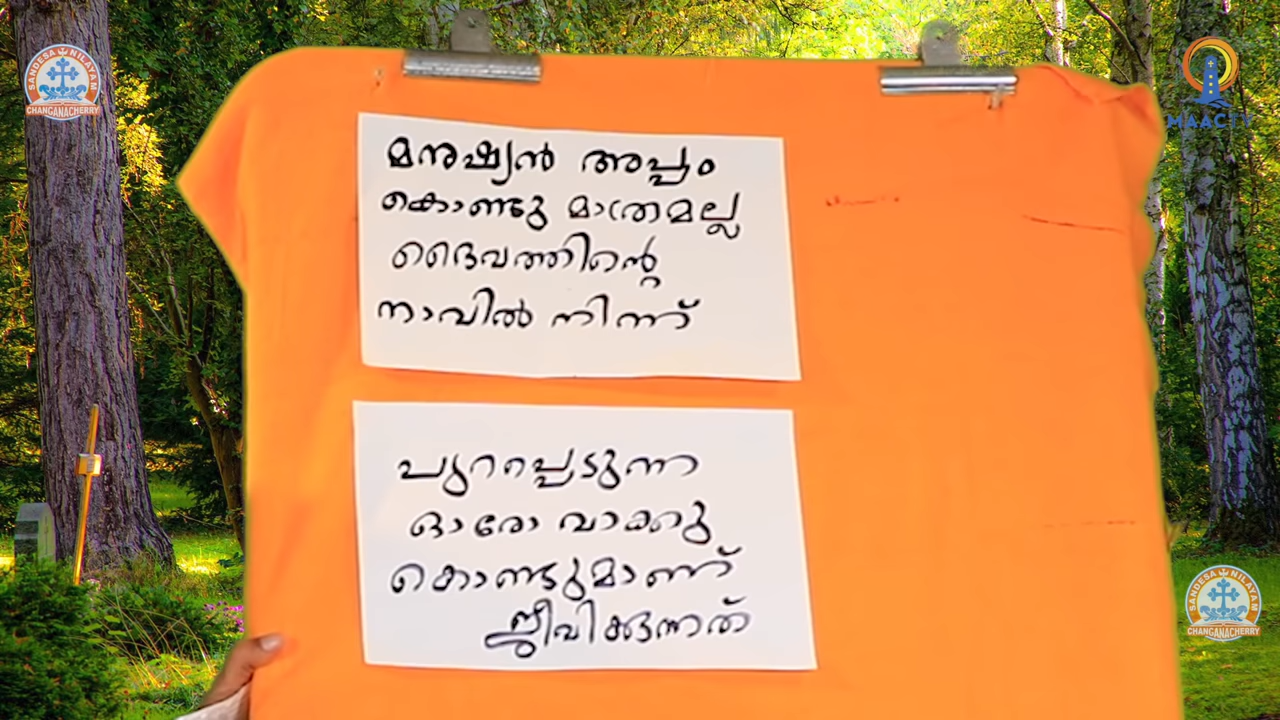 SANDESA NILAYAM
CHANGANACHERRY
MAAC TV
മനുഷ്യൻ അപ്പം
കൊണ്ടു മാത്രമല്ല
ദൈവത്തിന്റെ
നാവിൽ നിന്ന്
പുറപ്പെടുന്ന
ഓരോ വാക്കു
കൊണ്ടുമാണ്
ജീവിക്കുന്നത്
SANDESA NILAYAM
CHANGANACHERRY